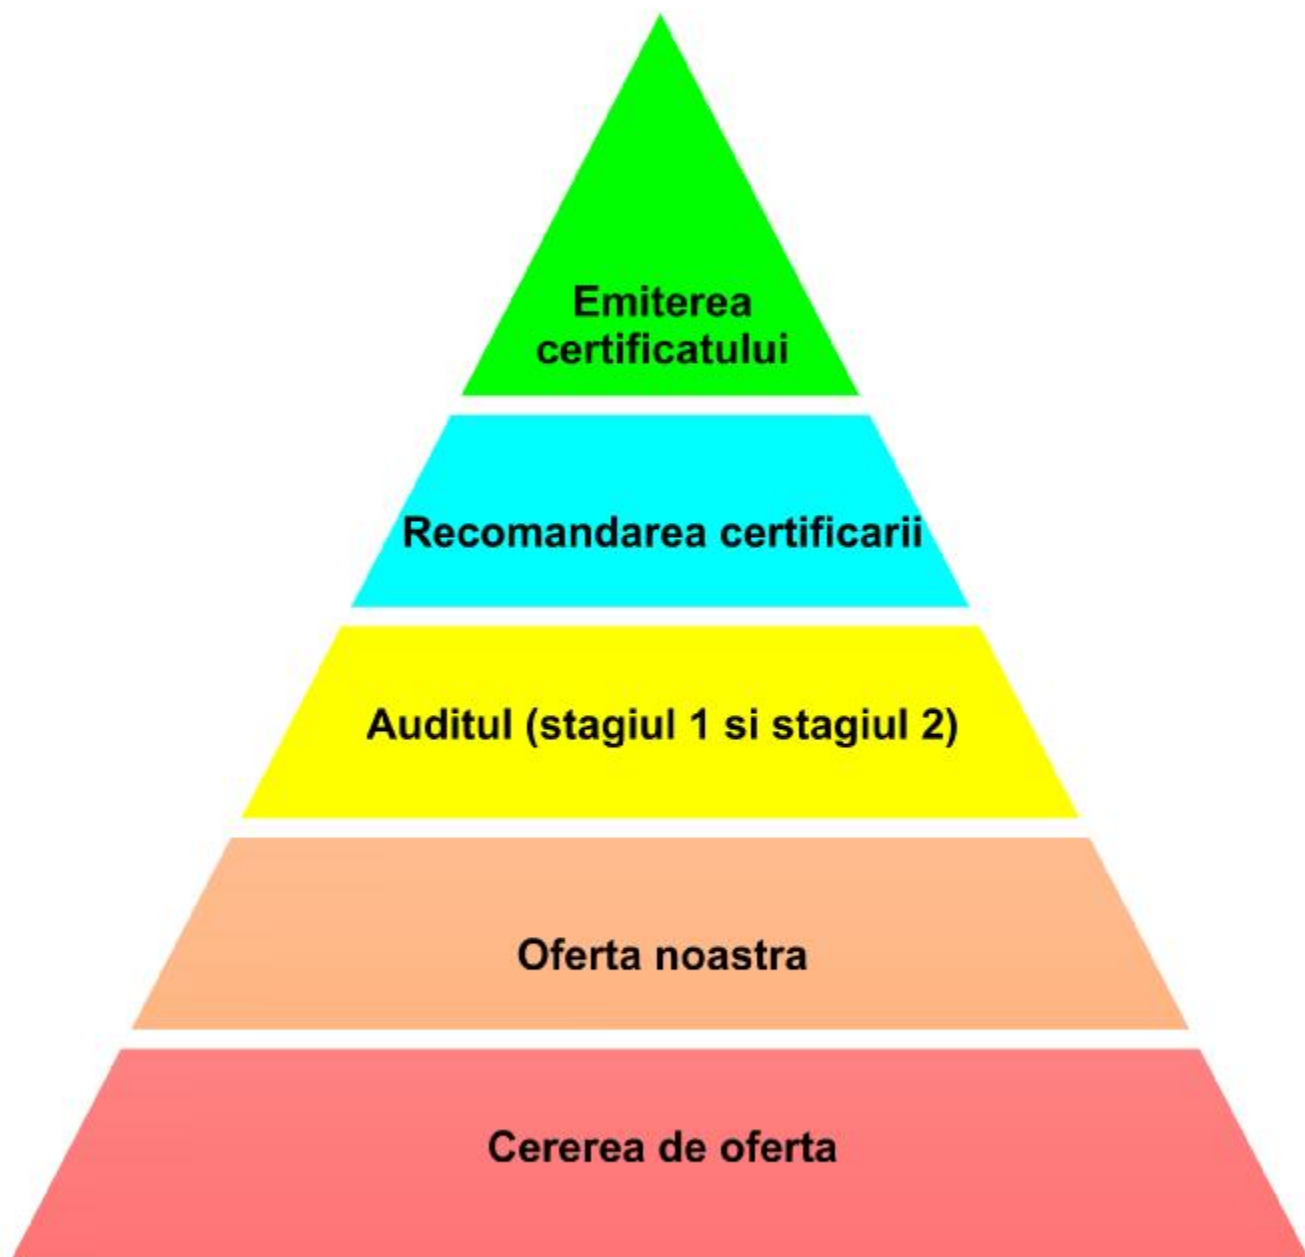 Emiterea
certificatului
Recomandarea certificarii
Auditul (stagiul 1 si stagiul 2)
Oferta noastra
Cererea de oferta